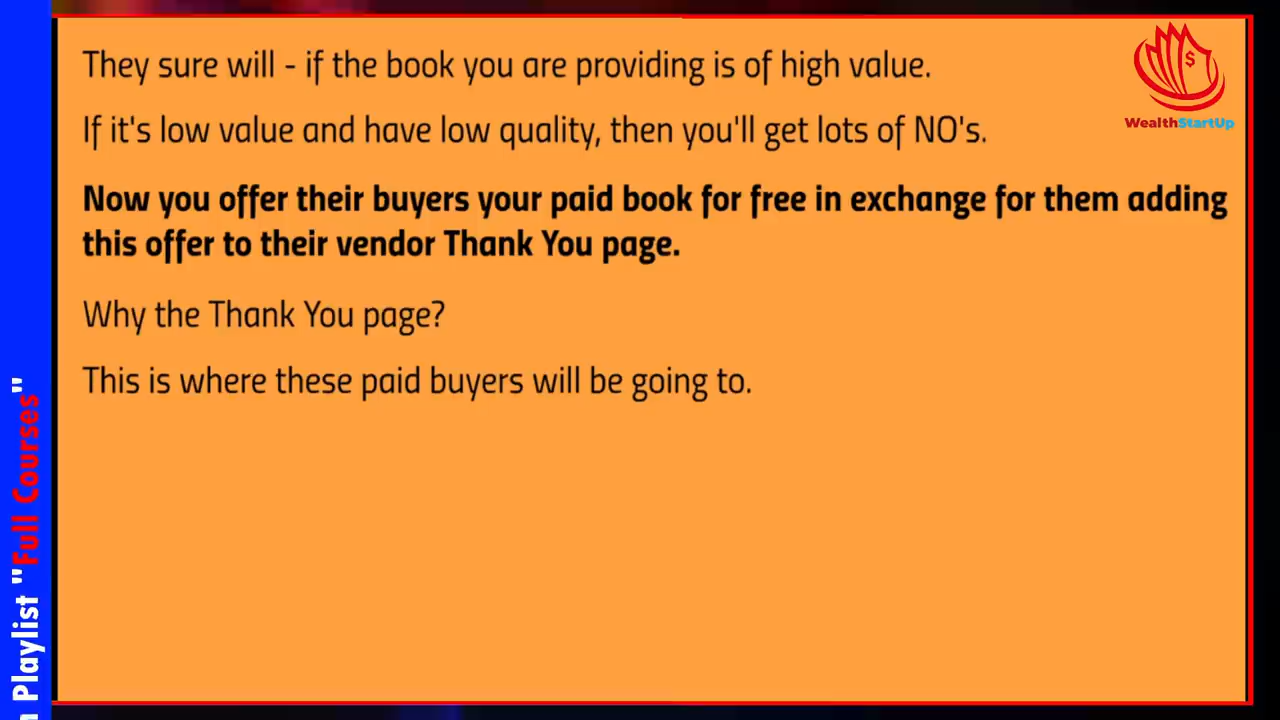 They sure will - if the book you are providing is of high value.
If it's low value and have low quality, then you'll get lots of NO's.
Now you offer their buyers your paid book for free in exchange for them adding
this offer to their vendor Thank You page.
Why the Thank You page?
This is where these paid buyers will be going to.
$
WealthStartUp
Playlist "Full Courses"